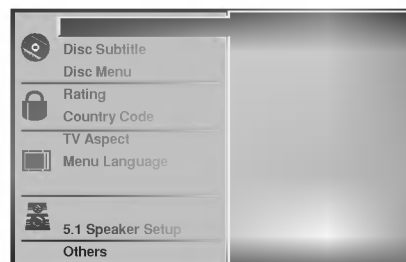 Disc Subtitle
Disc Menu
Rating
Country Code
TV Aspect
Menu Language
5.1 Speaker Setup
Others